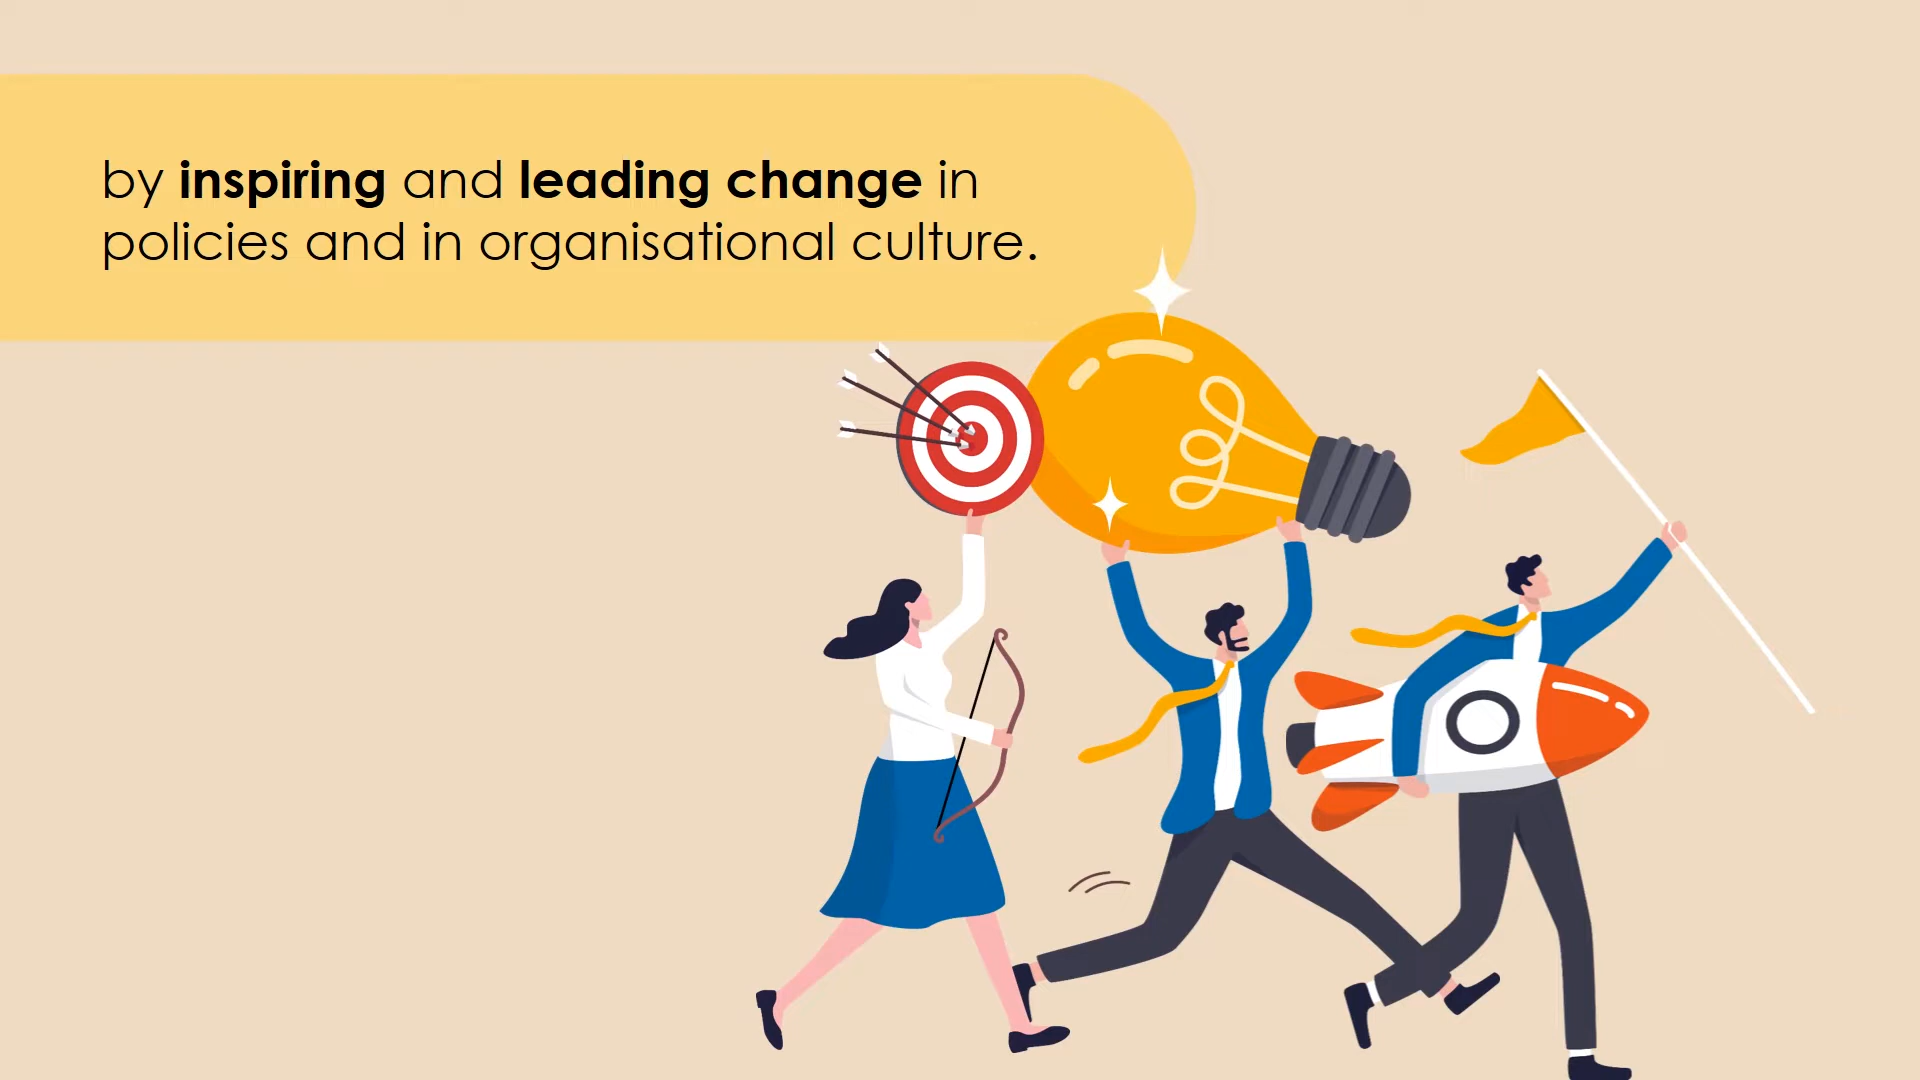 by inspiring and leading change in
policies and in organisational culture.